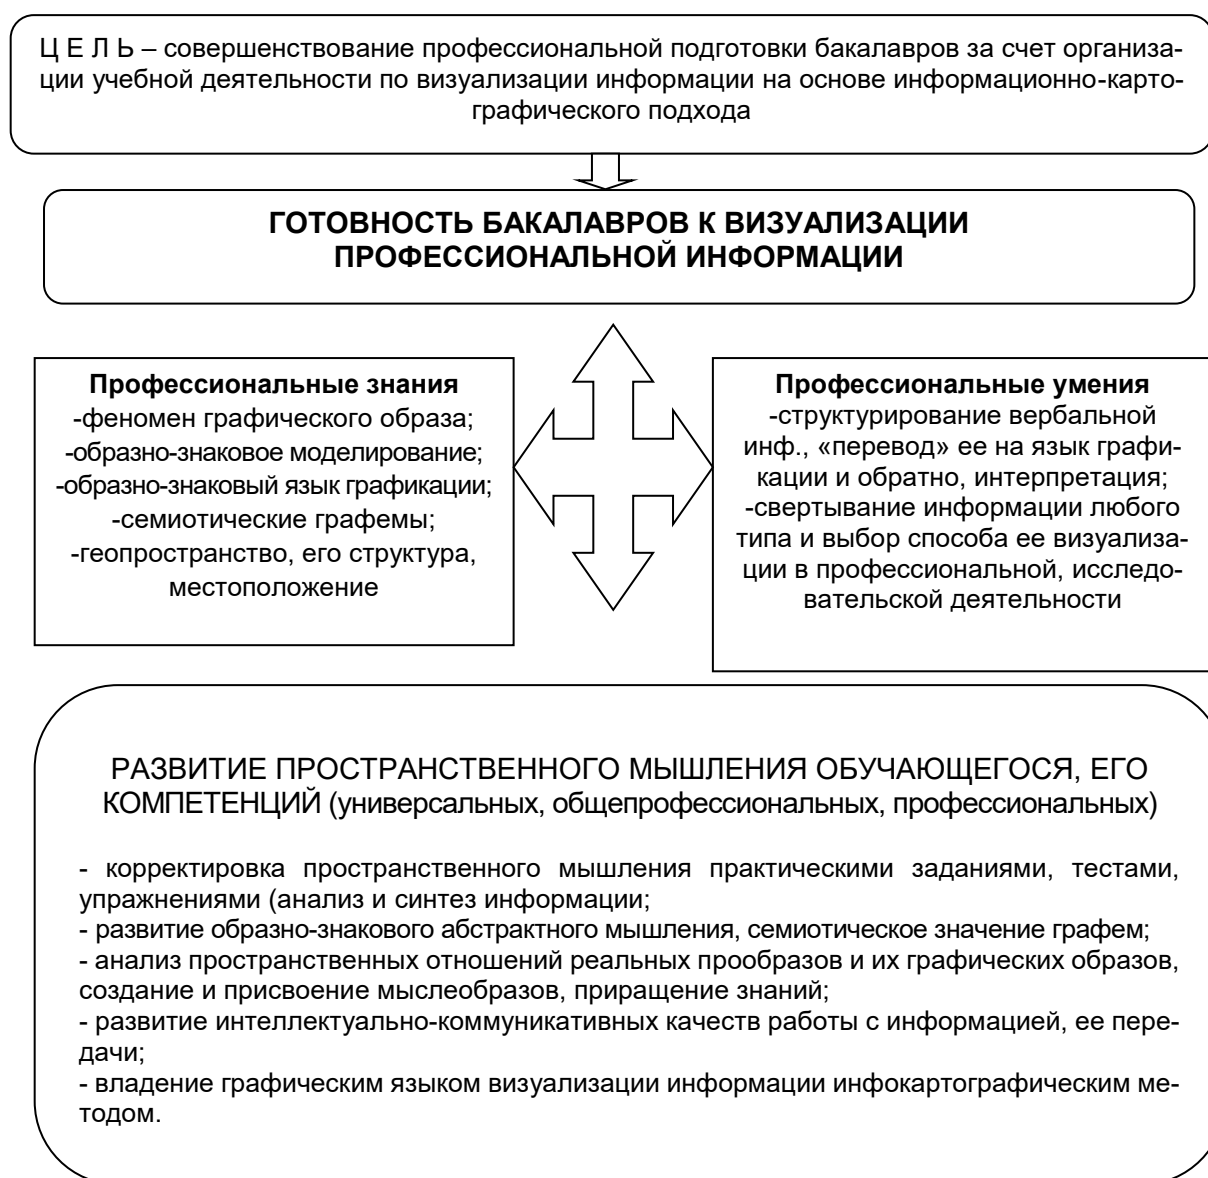 Ц Е Л Ь – совершенствование профессиональной подготовки бакалавров за счет организа-
ции учебной деятельности по визуализации информации на основе информационно-карто-
графического подхода
ГОТОВНОСТЬ БАКАЛАВРОВ К ВИЗУАЛИЗАЦИИ
ПРОФЕССИОНАЛЬНОЙ ИНФОРМАЦИИ
Профессиональные знания
-феномен графического образа;
-образно-знаковое моделирование;
-образно-знаковый язык графикации;
-семиотические графемы;
-геопространство, его структура,
местоположение
Профессиональные умения
-структурирование вербальной
инф., «перевод» ее на язык графи-
кации и обратно, интерпретация;
-свертывание информации любого
типа и выбор способа ее визуализа-
ции в профессиональной, исследо-
вательской деятельности
РАЗВИТИЕ ПРОСТРАНСТВЕННОГО МЫШЛЕНИЯ ОБУЧАЮЩЕГОСЯ, ЕГО
КОМПЕТЕНЦИЙ (универсальных, общепрофессиональных, профессиональных)
- корректировка пространственного мышления практическими заданиями, тестами,
упражнениями (анализ и синтез информации;
- развитие образно-знакового абстрактного мышления, семиотическое значение графем;
- анализ пространственных отношений реальных прообразов и их графических образов,
создание и присвоение мыслеобразов, приращение знаний;
- развитие интеллектуально-коммуникативных качеств работы с информацией, ее пере-
дачи;
- владение графическим языком визуализации информации инфокартографическим ме-
тодом.